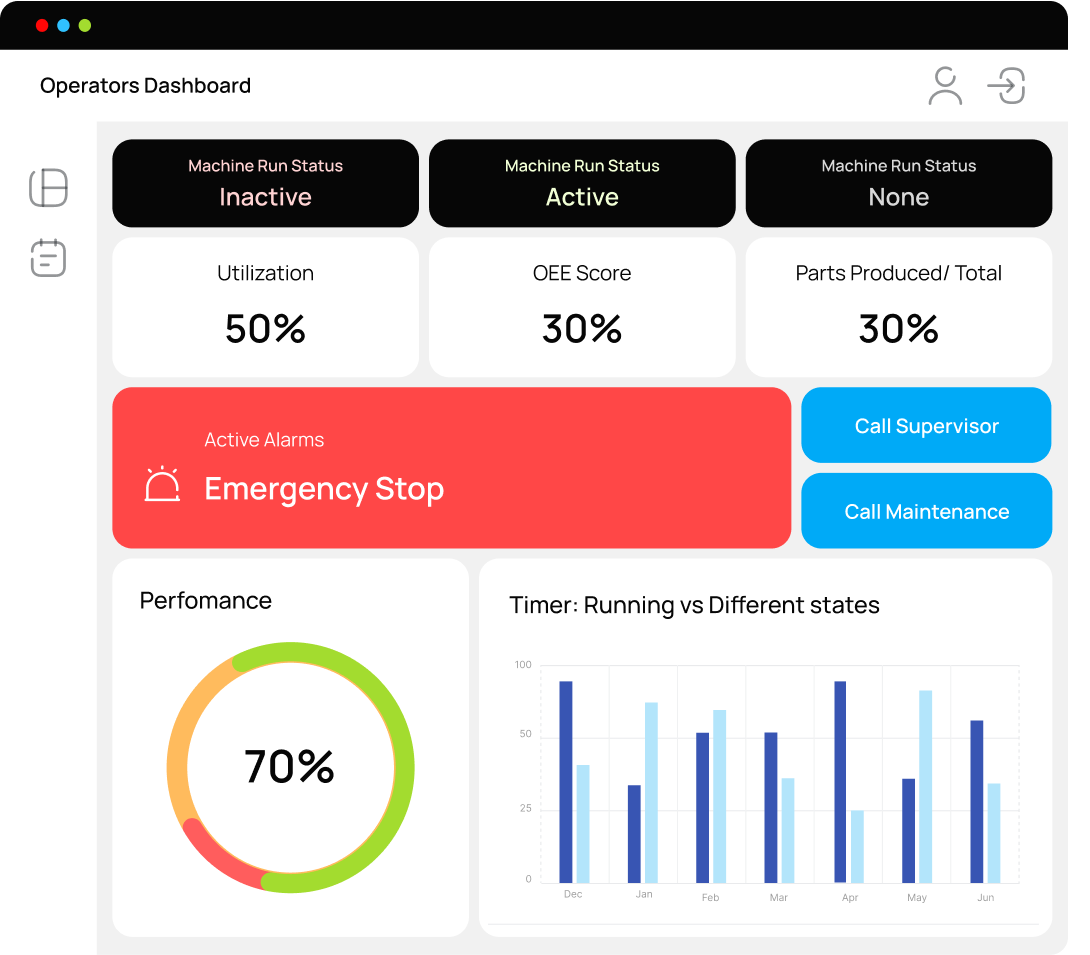 Operators Dashboard
Machine Run Status
Inactive
Machine Run Status
Active
Machine Run Status
None
Utilization
50%
OEE Score
30%
Parts Produced/ Total
30%
Active Alarms
Emergency Stop
Call Supervisor
Call Maintenance
Perfomance
70%
Timer: Running vs Different states
100
50
25
0
Dec Jan Feb Mar Apr May Jun